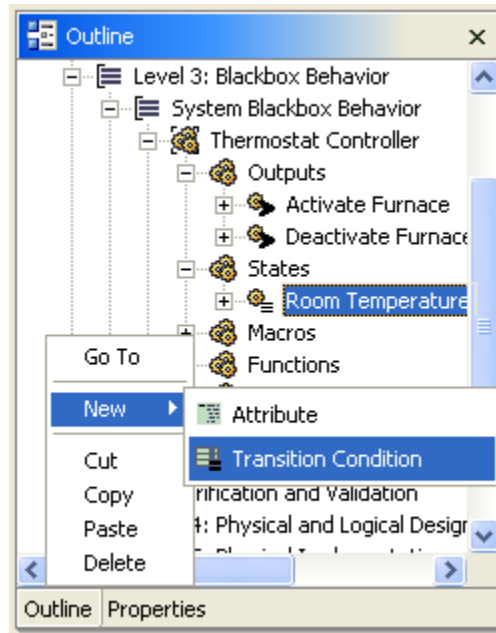 Outline
Level 3: Blackbox Behavior
System Blackbox Behavior
Thermostat Controller
Outputs
Activate Furnace
Deactivate Furnace
States
Room Temperature
Macros
Functions
Go To
New
Attribute
Transition Condition
Cut
Copy
Paste
Delete
rification and Validation
4: Physical and Logical Desigr
Outline Properties